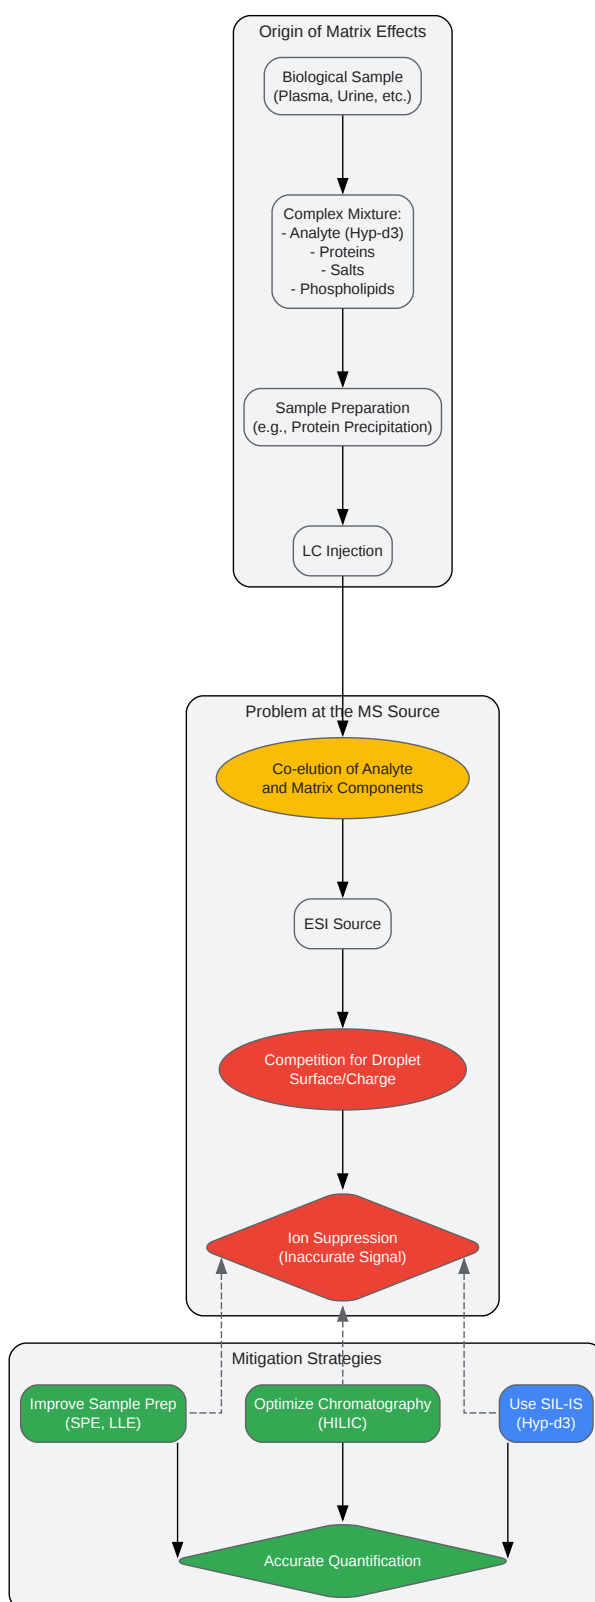 Origin of Matrix Effects
Biological Sample
(Plasma, Urine, etc.)
Complex Mixture:
- Analyte (Hyp-d3)
- Proteins
- Salts
- Phospholipids
Sample Preparation
(e.g., Protein Precipitation)
LC Injection
Problem at the MS Source
Co-elution of Analyte
and Matrix Components
ESI Source
Competition for Droplet
Surface/Charge
Ion Suppression
(Inaccurate Signal)
Mitigation Strategies
Improve Sample Prep
(SPE, LLE)
Optimize Chromatography
(HILIC)
Use SIL-IS
(Hyp-d3)
Accurate Quantification